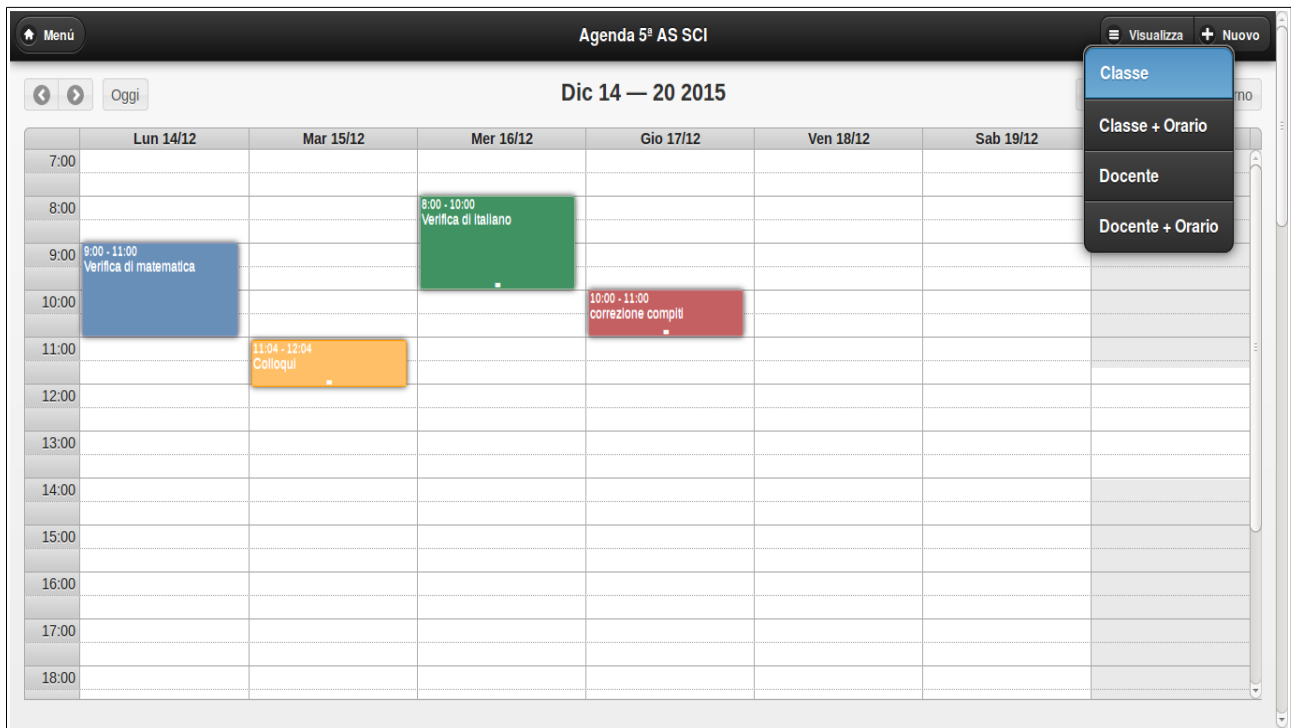 Menú
Agenda 5ª AS SCI
Visualizza
Nuovo
Classe
Classe + Orario
Docente
Docente + Orario
Oggi
Dic 14 — 20 2015
Lun 14/12
Mar 15/12
Mer 16/12
Gio 17/12
Ven 18/12
Sab 19/12
7:00
8:00
8:00 - 10:00
Verifica di italiano
9:00
9:00 - 11:00
Verifica di matematica
10:00
10:00 - 11:00
correzione compiti
11:00
11:04 - 12:04
Colloqui
12:00
13:00
14:00
15:00
16:00
17:00
18:00